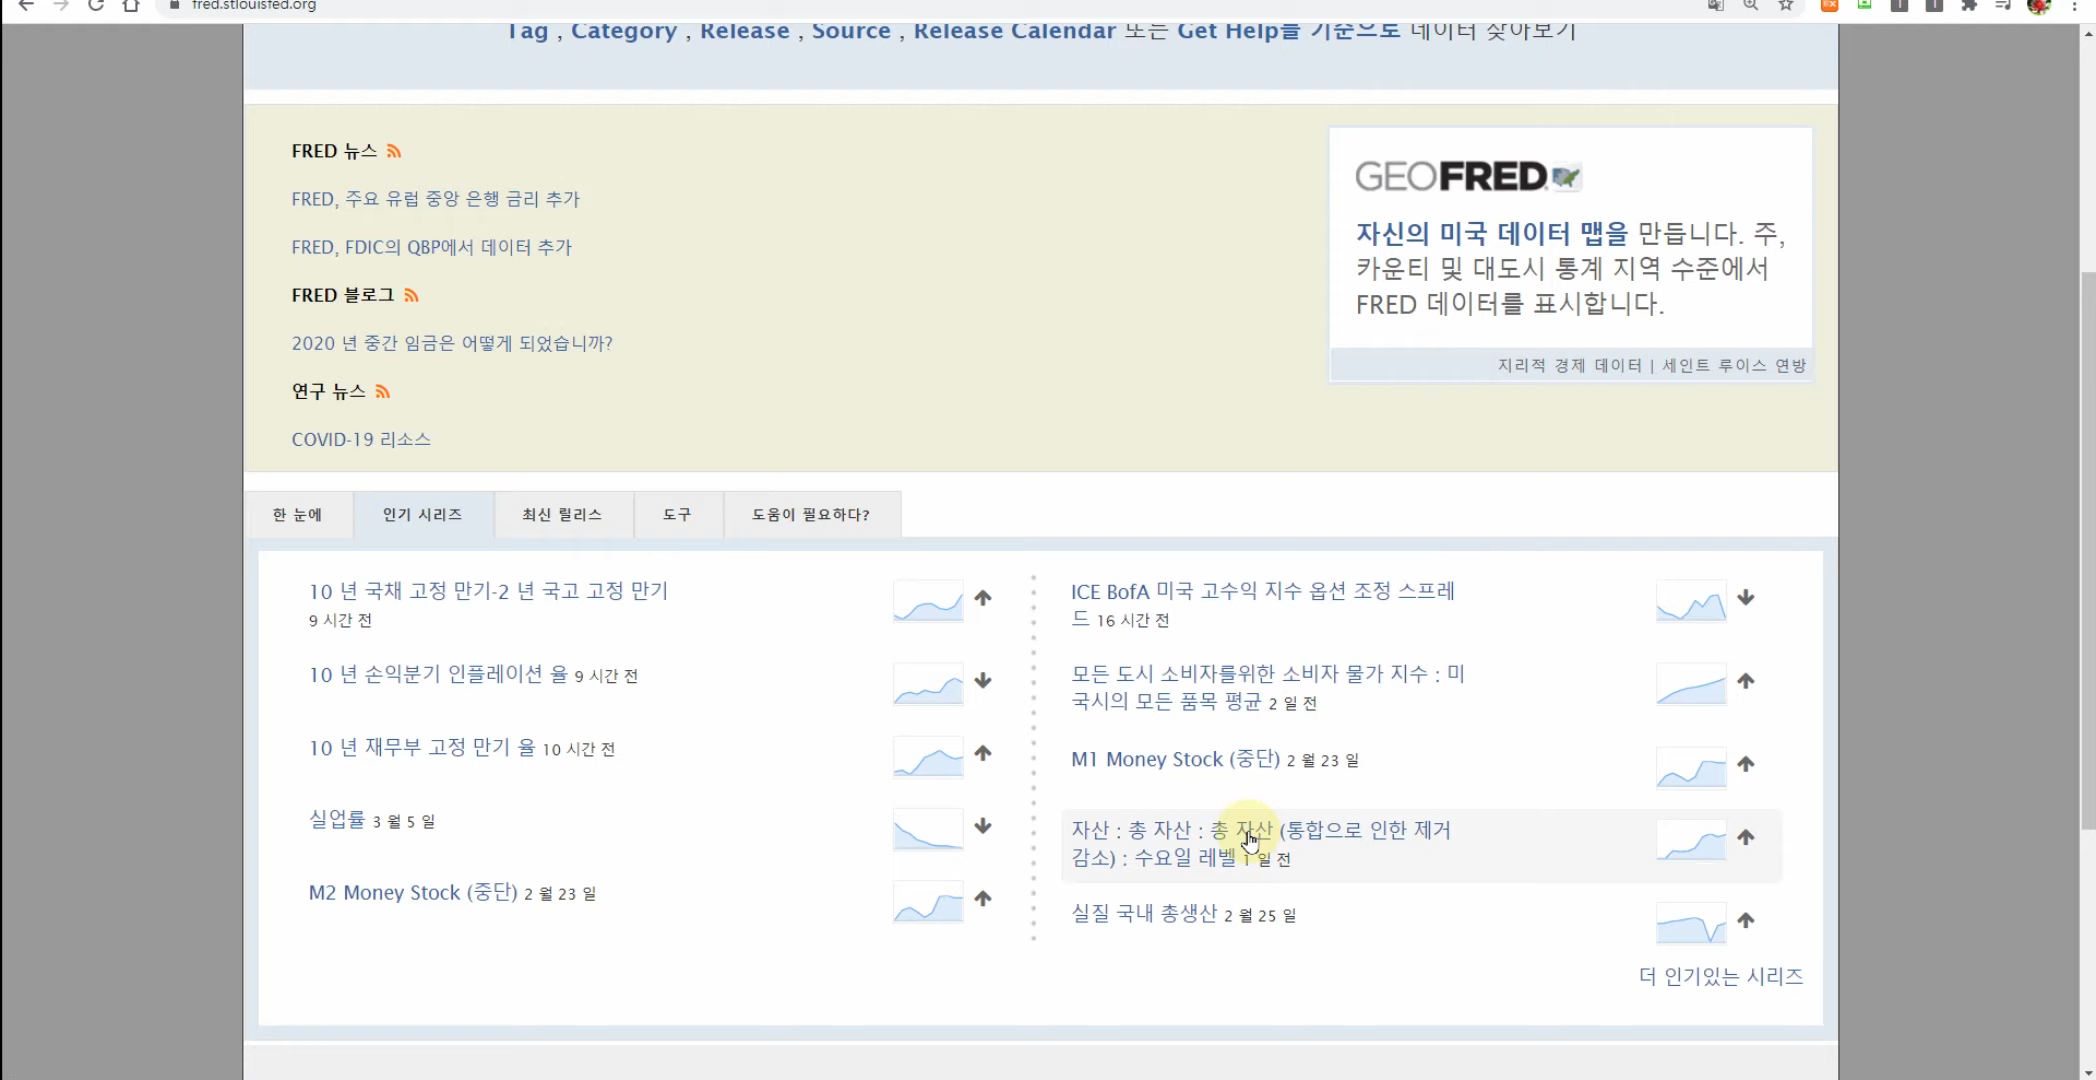 fred.stlouisfed.org
Tag , Category , Release , Source , Release Calendar 또는 Get Help를 기준으로 데이터 찾아보기
FRED 뉴스
FRED, 주요 유럽 중앙 은행 금리 추가
FRED, FDIC의 QBP에서 데이터 추가
FRED 블로그
2020 년 중간 임금은 어떻게 되었습니까?
연구 뉴스
COVID-19 리소스
GEOFRED
자신의 미국 데이터 맵을 만듭니다. 주,
카운티 및 대도시 통계 지역 수준에서
FRED 데이터를 표시합니다.
지리적 경제 데이터 | 세인트 루이스 연방
한 눈에
인기 시리즈
최신 릴리스
도구
도움이 필요하다?
10 년 국채 고정 만기-2 년 국고 고정 만기
9 시간 전
10 년 손익분기 인플레이션 율 9 시간 전
10 년 재무부 고정 만기 율 10 시간 전
실업률 3 월 5 일
M2 Money Stock (중단) 2 월 23 일
ICE BofA 미국 고수익 지수 옵션 조정 스프레
드 16 시간 전
모든 도시 소비자를위한 소비자 물가 지수 : 미
국시의 모든 품목 평균 2 일 전
M1 Money Stock (중단) 2 월 23 일
자산 : 총 자산 : 총 자산 (통합으로 인한 제거
감소) : 수요일 레벨 1 일 전
실질 국내 총생산 2 월 25 일
더 인기있는 시리즈